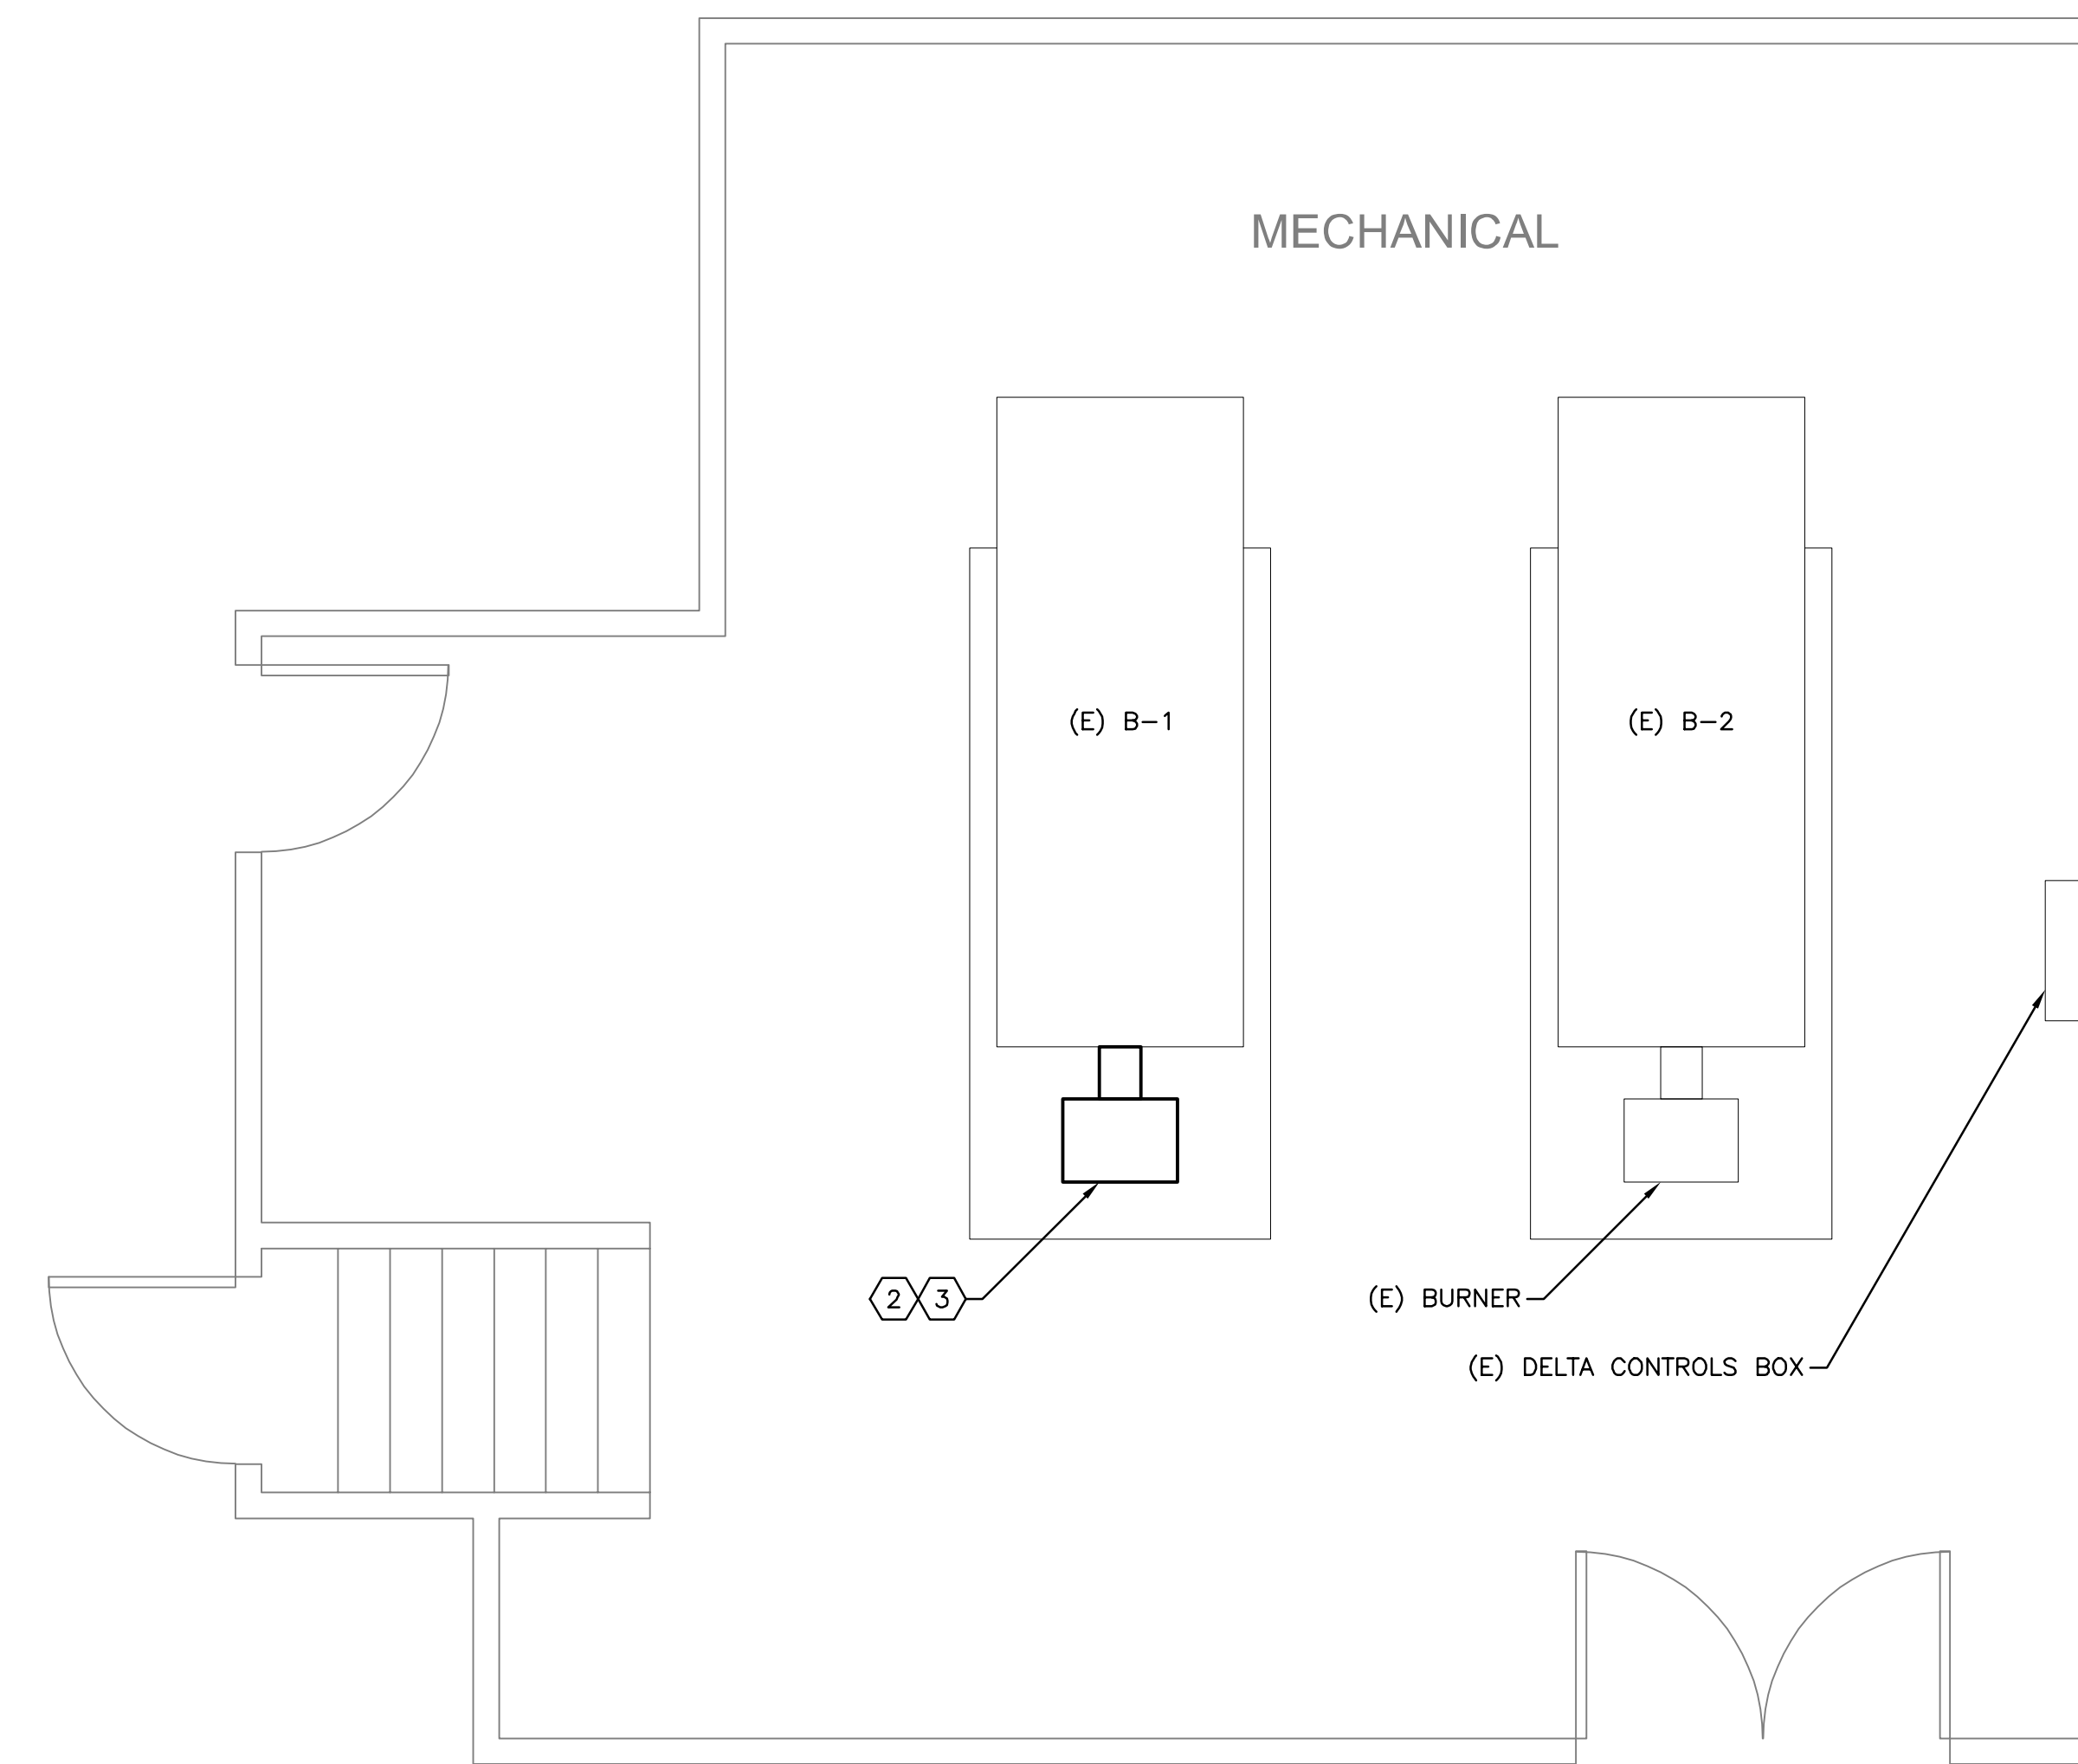 MECHANICAL
(E) B-1
(E) B-2
2 3
(E) BURNER
(E) DELTA CONTROLS BOX